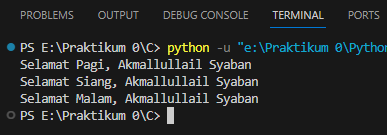 PROBLEMS OUTPUT DEBUG CONSOLE TERMINAL PORTS
PS E:\Praktikum 0\C> python -u "e:\Praktikum 0\Pytho
Selamat Pagi, Akmallullail Syaban
Selamat Siang, Akmallullail Syaban
Selamat Malam, Akmallullail Syaban
PS E:\Praktikum 0\C>